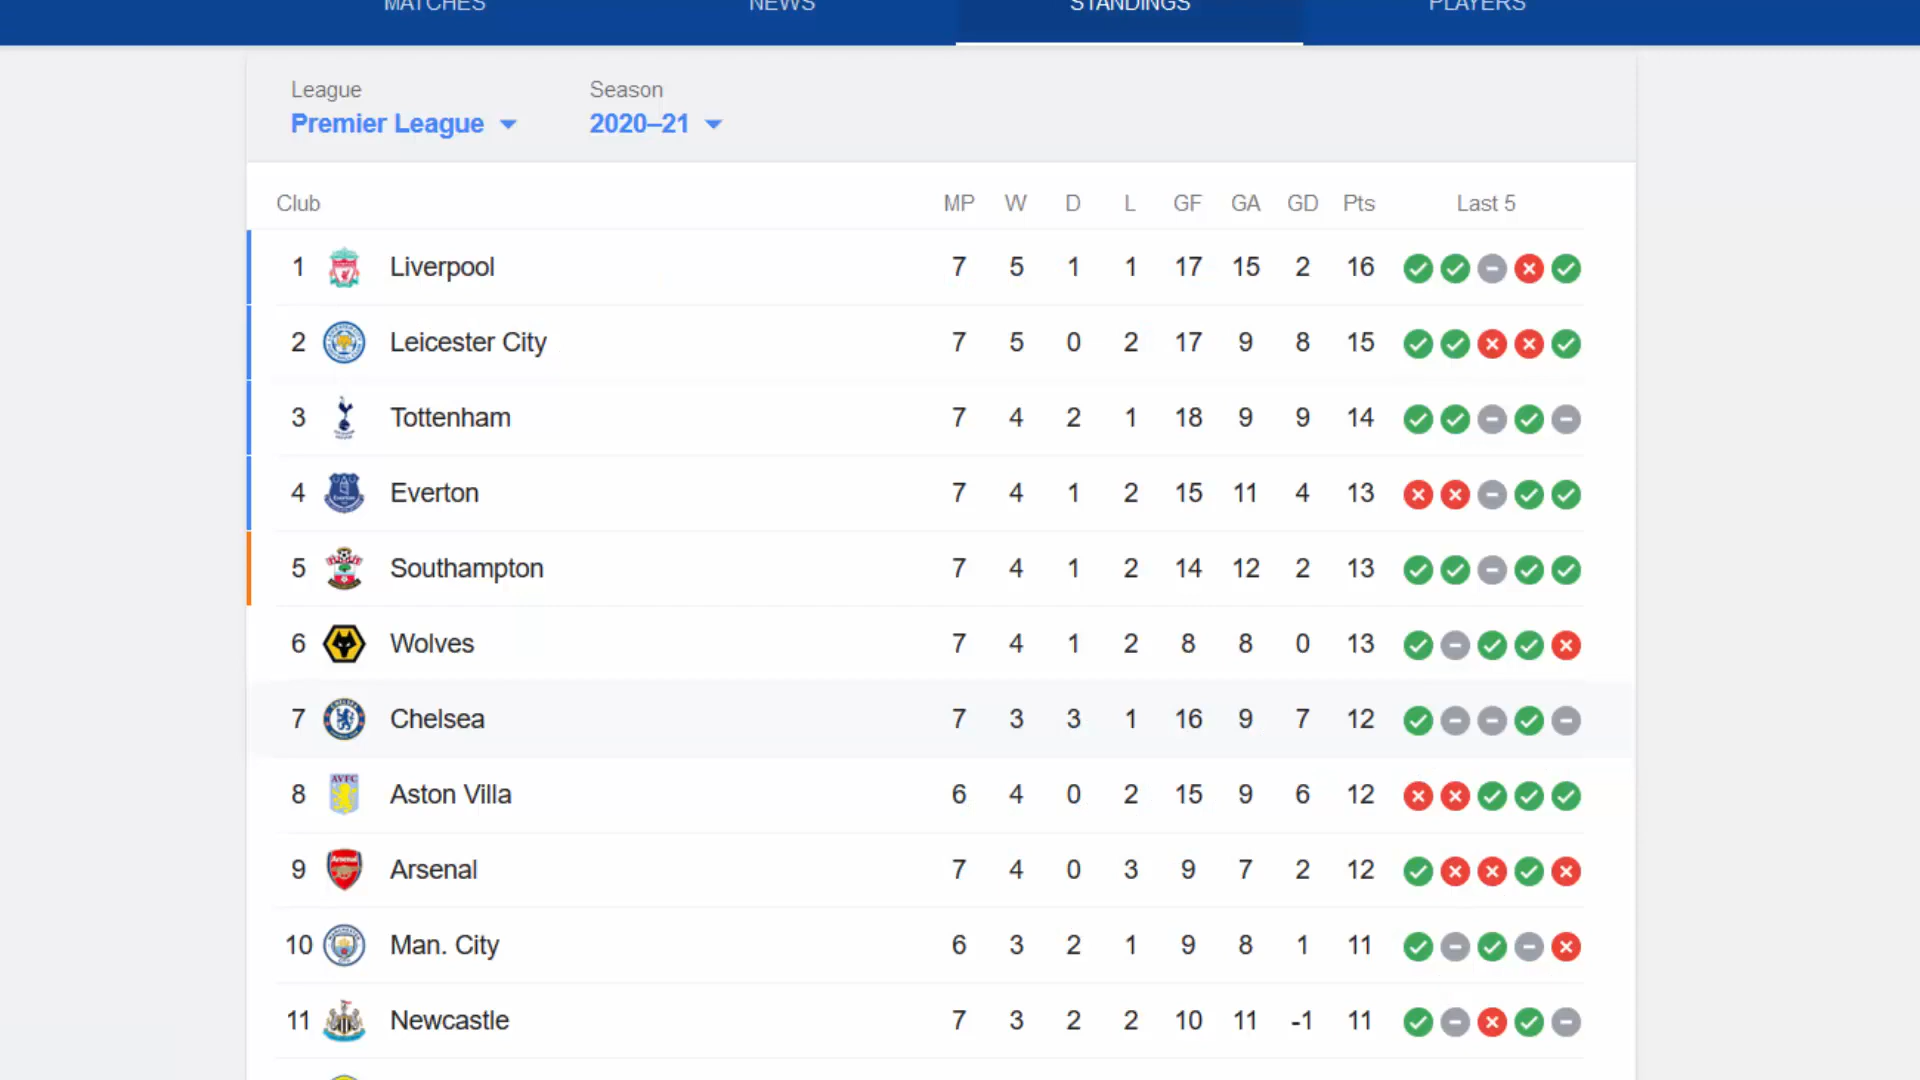 MATCHES NEWS STANDINGS PLAYERS
League Season
Premier League 2020–21
Club MP W D L GF GA GD Pts Last 5
1 Liverpool 7 5 1 1 17 15 2 16
2 Leicester City 7 5 0 2 17 9 8 15
3 Tottenham 7 4 2 1 18 9 9 14
4 Everton 7 4 1 2 15 11 4 13
5 Southampton 7 4 1 2 14 12 2 13
6 Wolves 7 4 1 2 8 8 0 13
7 Chelsea 7 3 3 1 16 9 7 12
8 Aston Villa 6 4 0 2 15 9 6 12
9 Arsenal 7 4 0 3 9 7 2 12
10 Man. City 6 3 2 1 9 8 1 11
11 Newcastle 7 3 2 2 10 11 -1 11